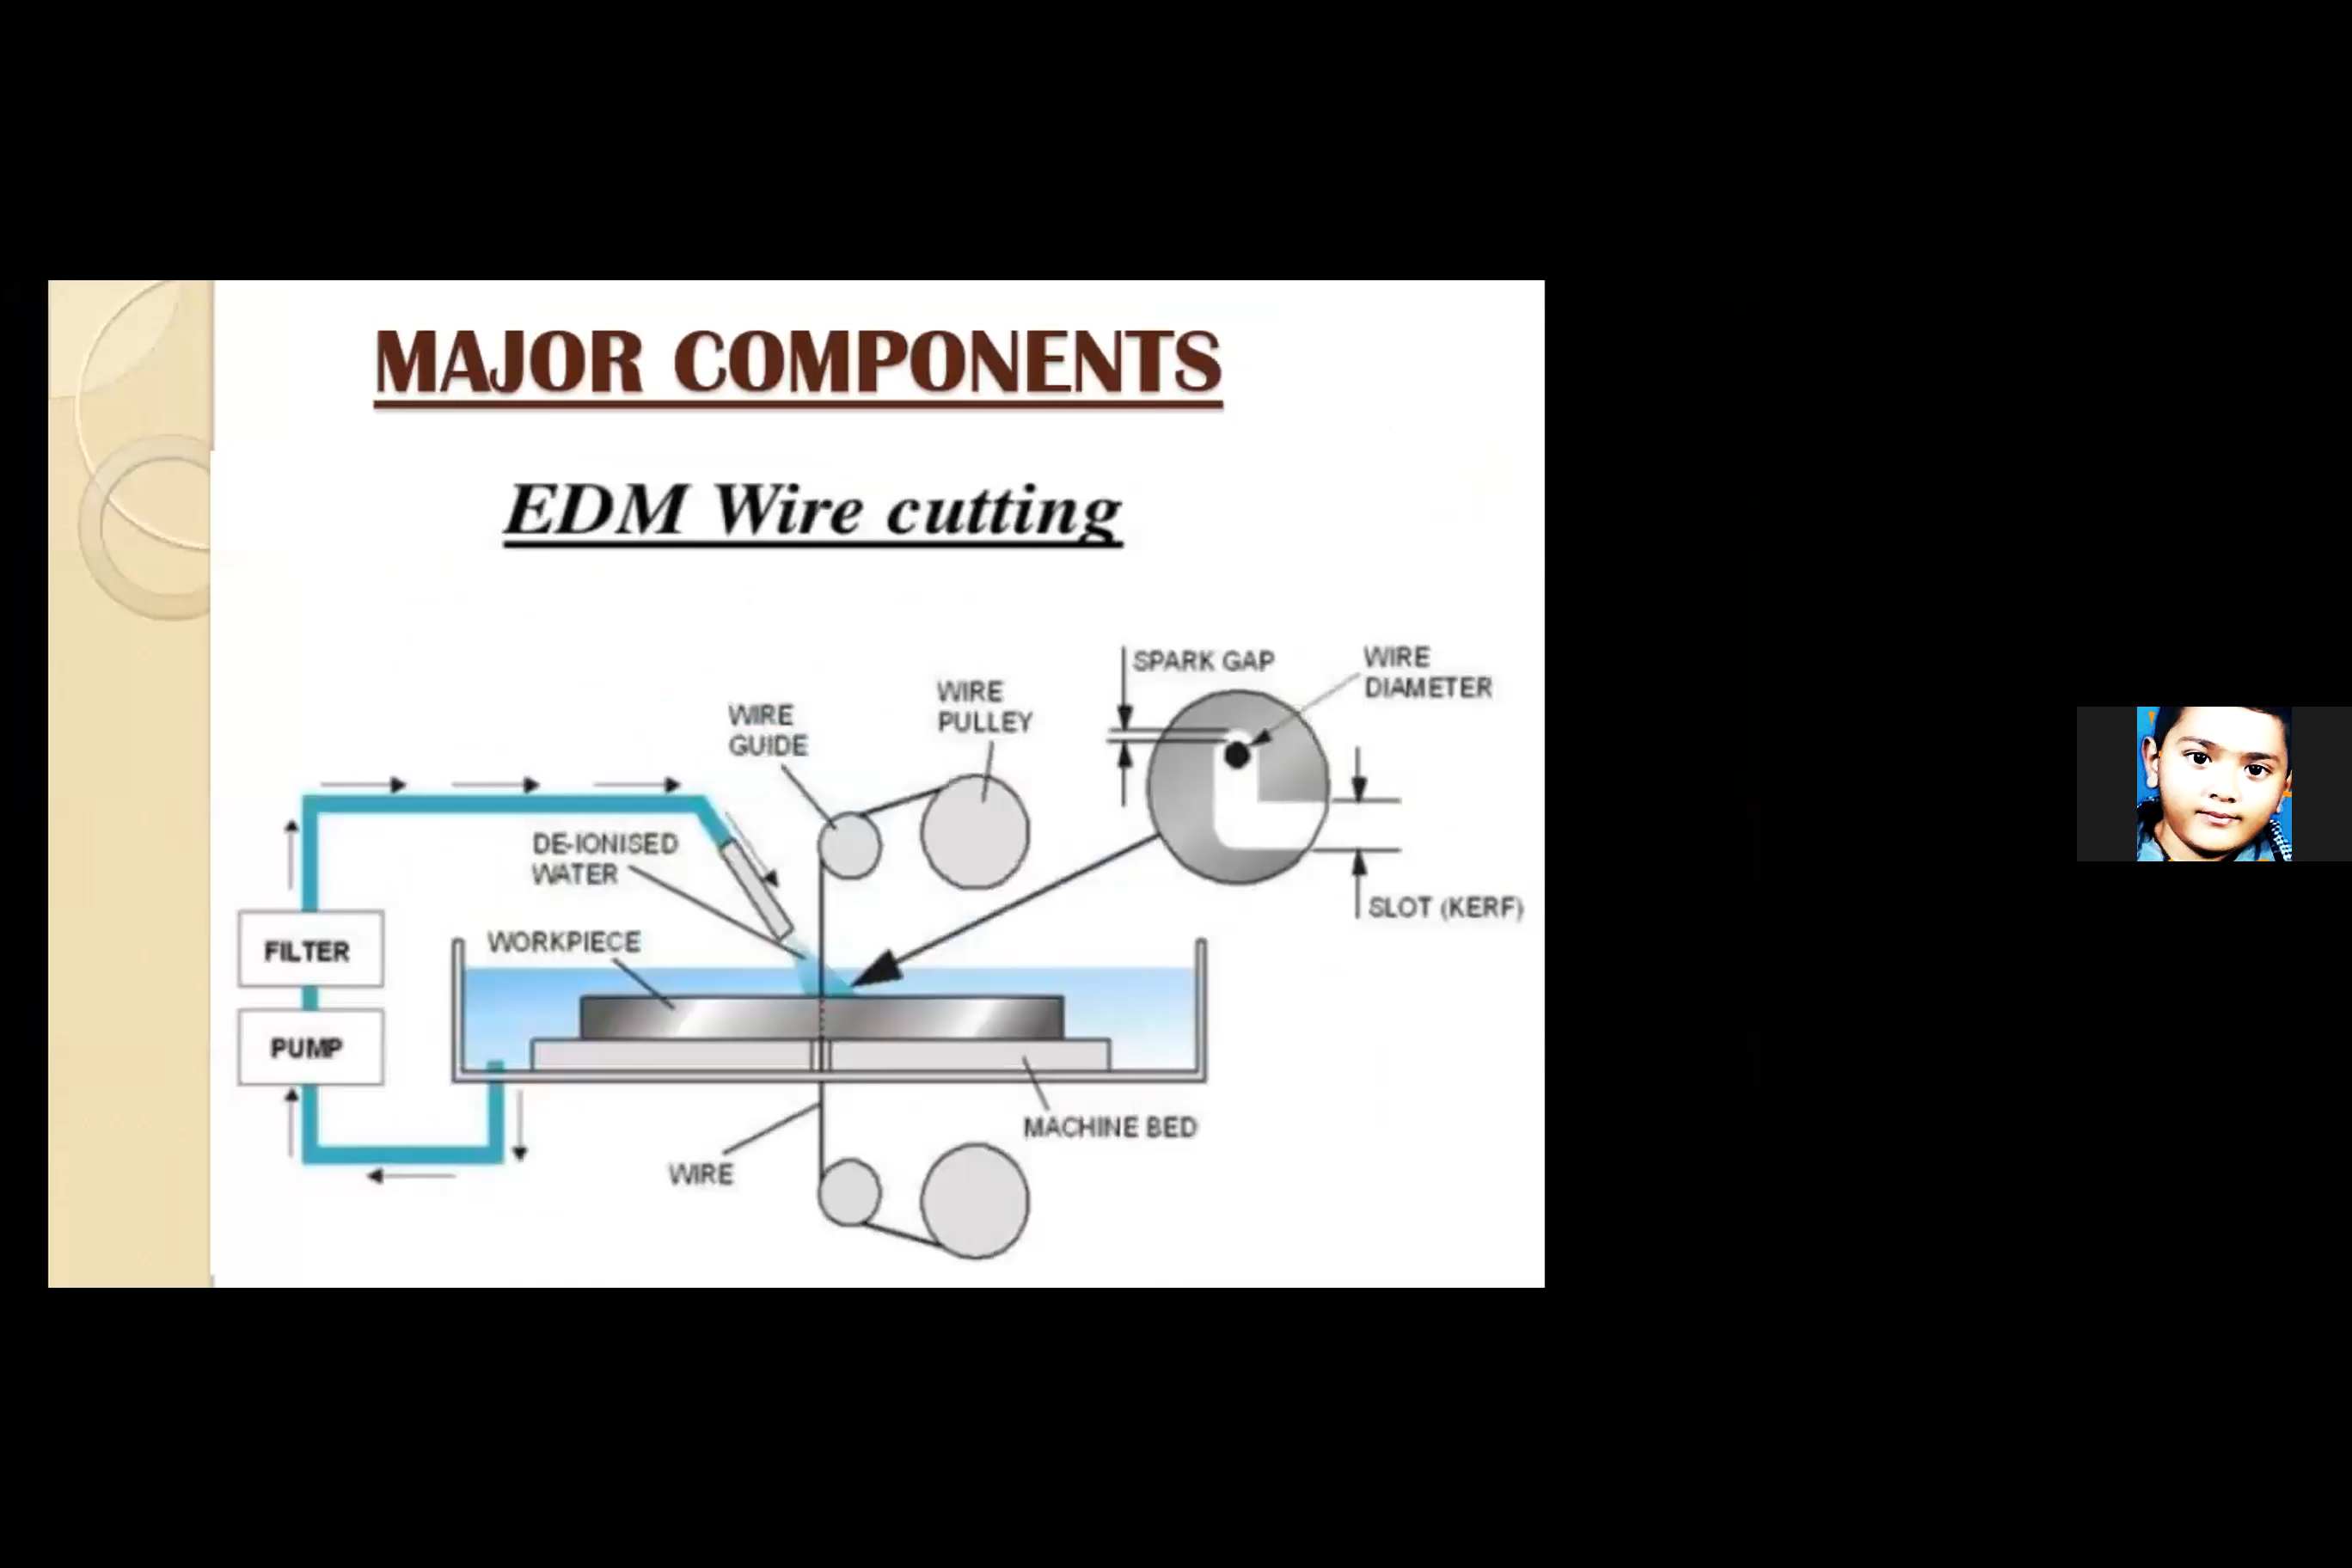 MAJOR COMPONENTS
EDM Wire cutting
SPARK GAP
WIRE
DIAMETER
WIRE
PULLEY
WIRE
GUIDE
DE-IONISED
WATER
WORKPIECE
SLOT (KERF)
FILTER
PUMP
MACHINE BED
WIRE